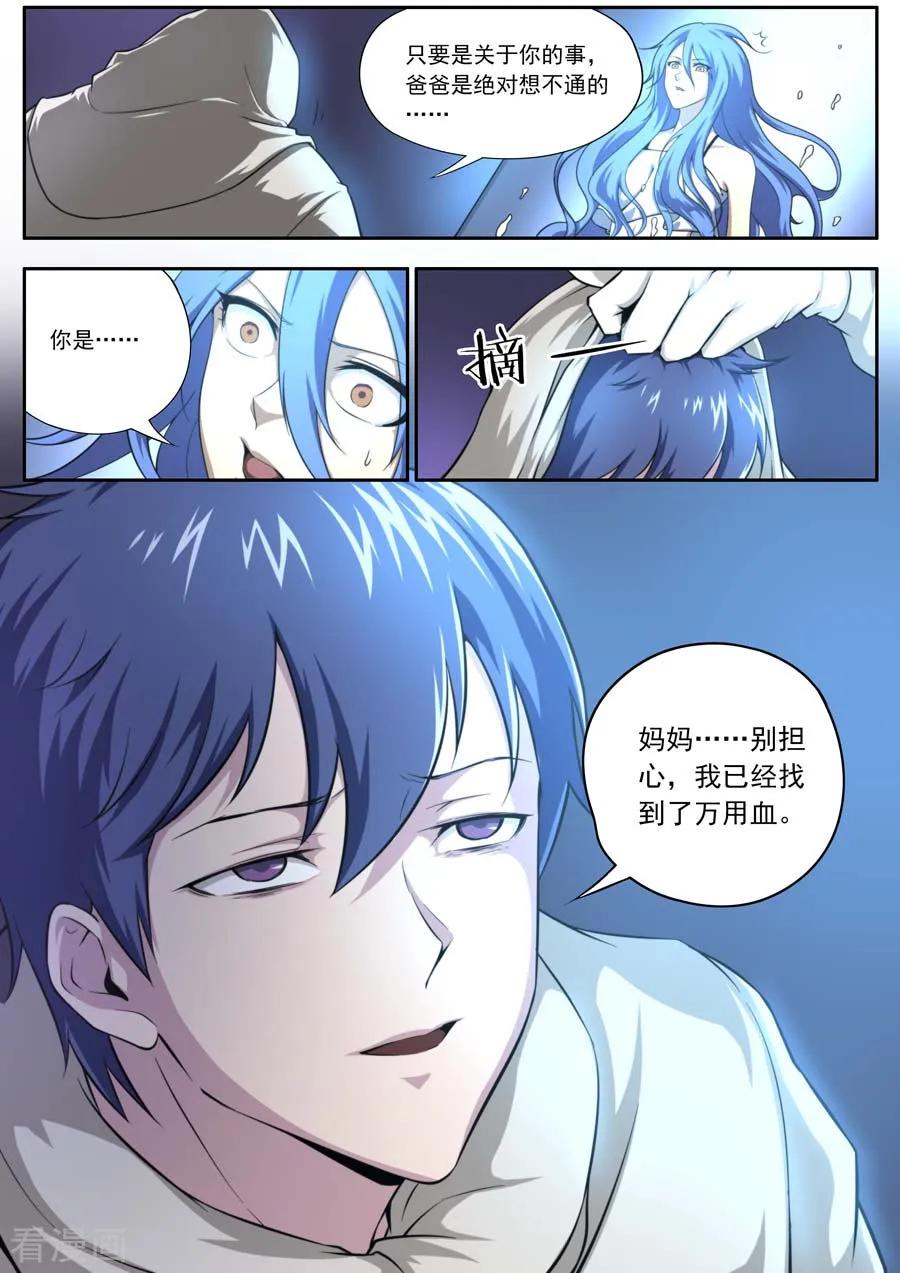 只要是关于你的事，
爸爸是绝对想不通的
……
你是……
摘
妈妈……别担
心，我已经找
到了万用血。
看漫画